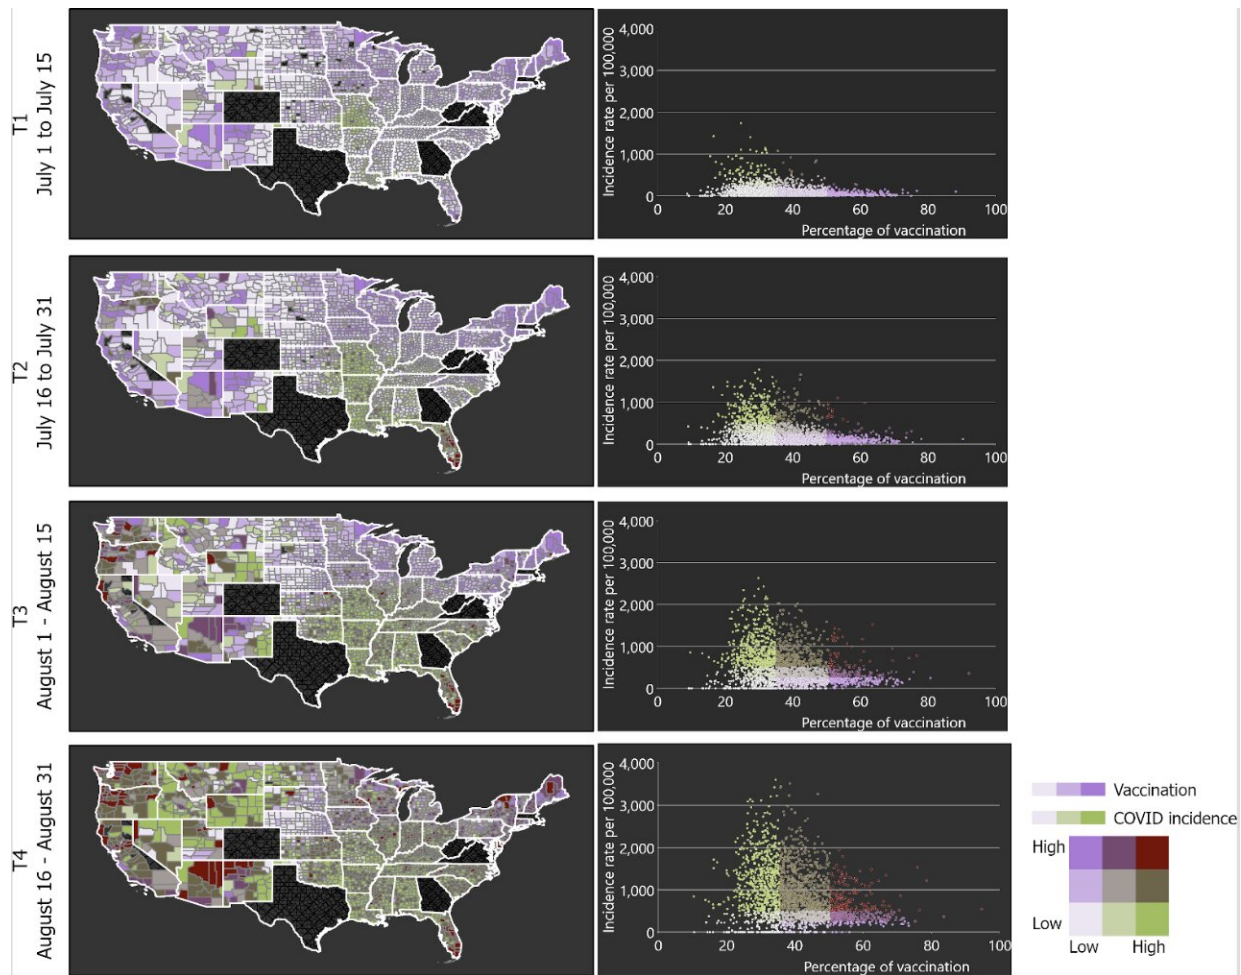 T1
July 1 to July 15
Incidence rate per 100,000
4,000
3,000
2,000
1,000
0
0 20 40 60 80 100
Percentage of vaccination
T2
July 16 to July 31
Incidence rate per 100,000
4,000
3,000
2,000
1,000
0
0 20 40 60 80 100
Percentage of vaccination
T3
August 1 - August 15
Incidence rate per 100,000
4,000
3,000
2,000
1,000
0
0 20 40 60 80 100
Percentage of vaccination
T4
August 16 - August 31
Incidence rate per 100,000
4,000
3,000
2,000
1,000
0
0 20 40 60 80 100
Percentage of vaccination
Vaccination
COVID incidence
High
Low
Low High